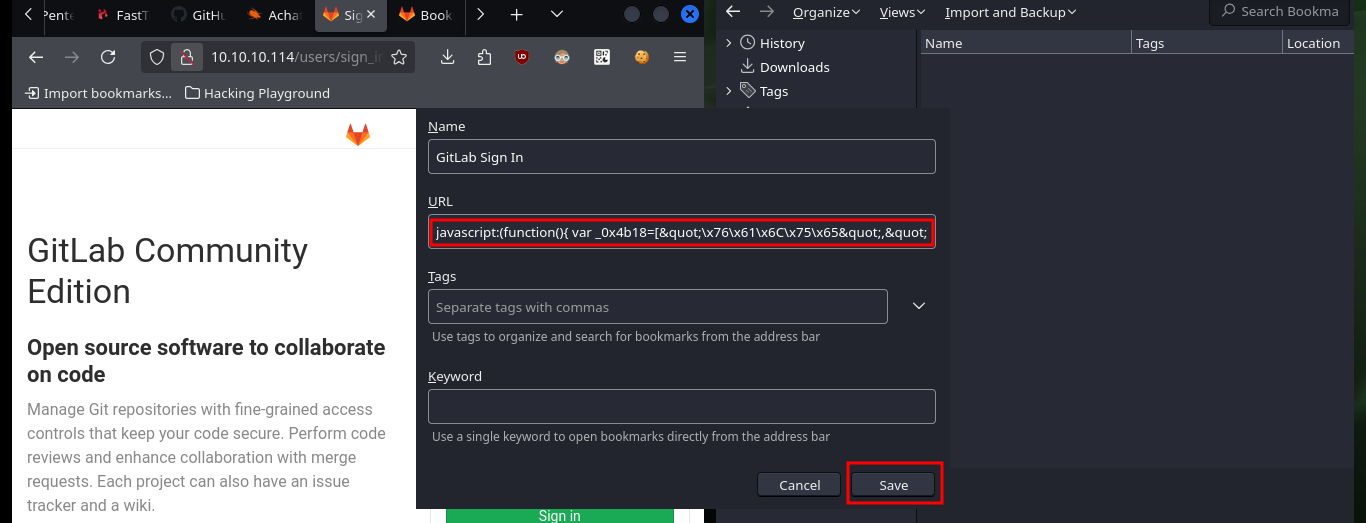 Pente
FastT
GitHu
Achat
Sig
Book
10.10.10.114/users/sign_in
Import bookmarks...
Hacking Playground
Organize
Views
Import and Backup
Search Bookma
History
Downloads
Tags
Name
Tags
Location
GitLab Community
Edition
Open source software to collaborate
on code
Manage Git repositories with fine-grained access
controls that keep your code secure. Perform code
reviews and enhance collaboration with merge
requests. Each project can also have an issue
tracker and a wiki.
Name
GitLab Sign In
URL
javascript:(function(){ var _0x4b18=[&quot;\x76\x61\x6C\x75\x65&quot;,&quot;
Tags
Separate tags with commas
Use tags to organize and search for bookmarks from the address bar
Keyword
Use a single keyword to open bookmarks directly from the address bar
Cancel
Save
Sign in